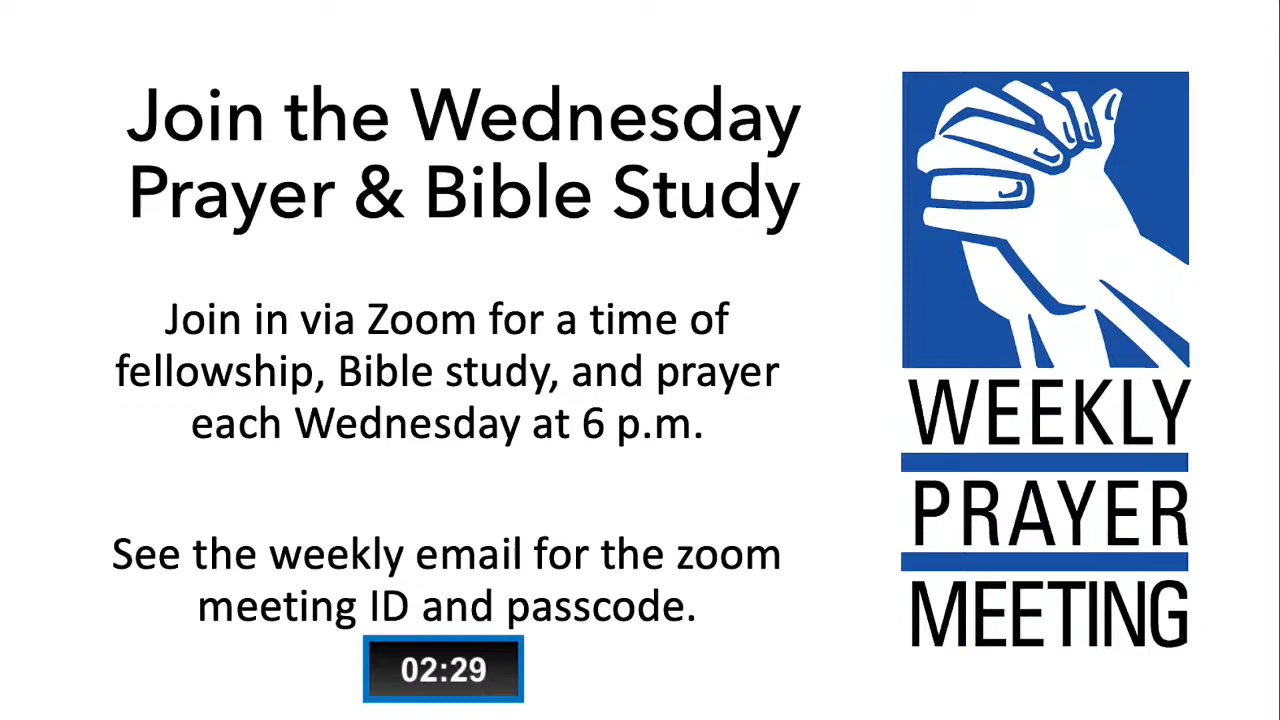 Join the Wednesday
Prayer & Bible Study
Join in via Zoom for a time of
fellowship, Bible study, and prayer
each Wednesday at 6 p.m.
See the weekly email for the zoom
meeting ID and passcode.
02:29
WEEKLY
PRAYER
MEETING